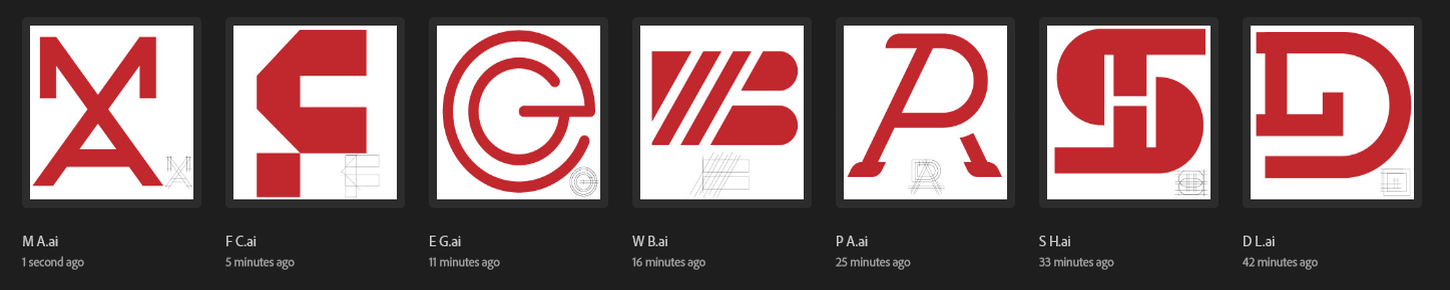 M A.ai
1 second ago
F C.ai
5 minutes ago
E G.ai
11 minutes ago
W B.ai
16 minutes ago
P A.ai
25 minutes ago
S H.ai
33 minutes ago
D L.ai
42 minutes ago